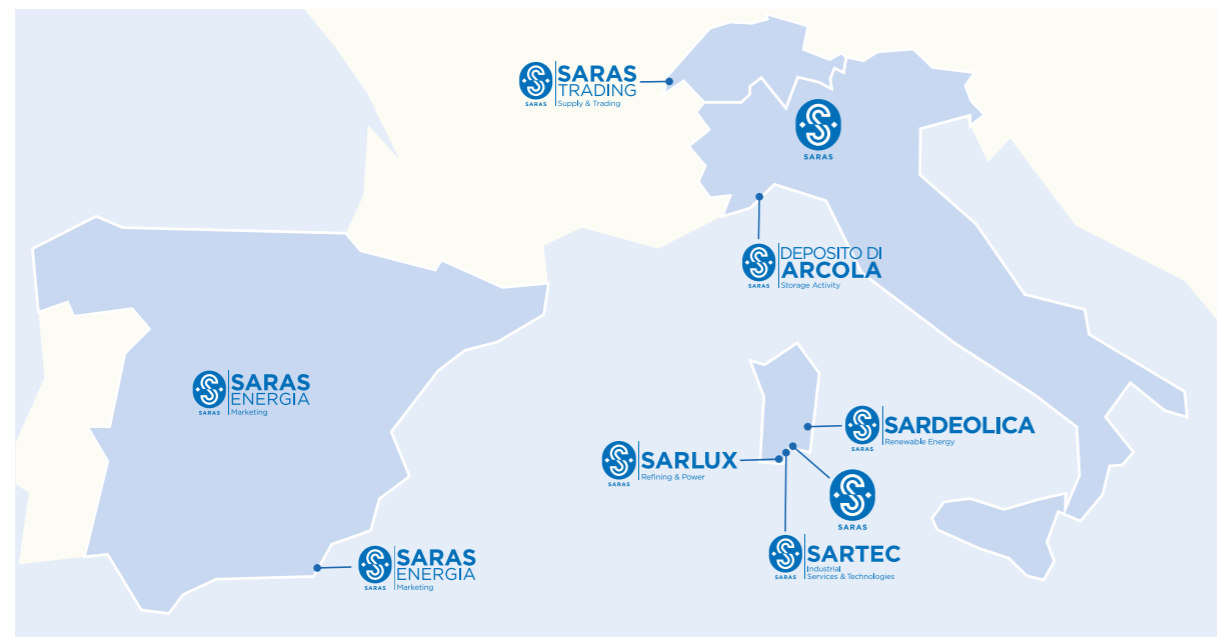 SARAS
TRADING
Supply & Trading
SARAS
SARAS
DEPOSITO DI
ARCOLA
Storage Activity
SARAS
SARAS
ENERGIA
Marketing
SARAS
SARDEOLICA
Renewable Energy
SARAS
SARLUX
Refining & Power
SARAS
SARAS
SARTEC
Industrial
Services & Technologies
SARAS
SARAS
ENERGIA
Marketing
SARAS